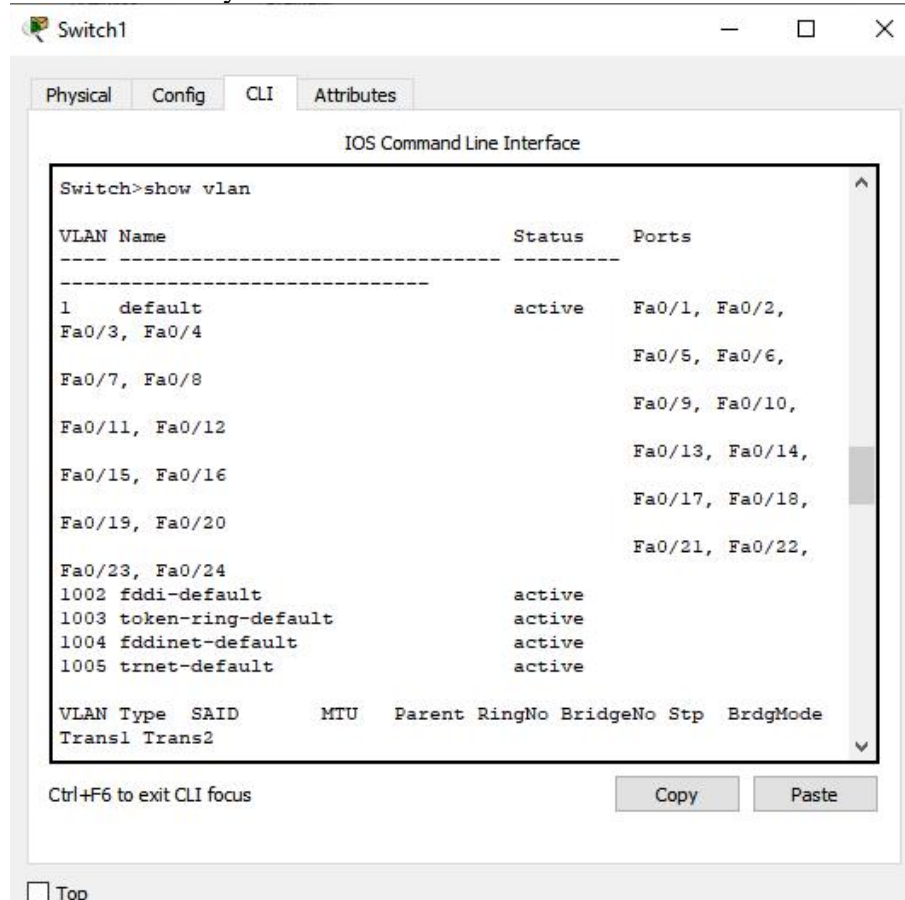 Switch1
Physical Config CLI Attributes
IOS Command Line Interface
Switch>show vlan
VLAN Name Status Ports
---- -------------------------------- ---------
-------------------------------
1 default active Fa0/1, Fa0/2,
Fa0/3, Fa0/4
Fa0/5, Fa0/6,
Fa0/7, Fa0/8
Fa0/9, Fa0/10,
Fa0/11, Fa0/12
Fa0/13, Fa0/14,
Fa0/15, Fa0/16
Fa0/17, Fa0/18,
Fa0/19, Fa0/20
Fa0/21, Fa0/22,
Fa0/23, Fa0/24
1002 fddi-default active
1003 token-ring-default active
1004 fddinet-default active
1005 trnet-default active
VLAN Type SAID MTU Parent RingNo BridgeNo Stp BrdgMode
Trans1 Trans2
Ctrl+F6 to exit CLI focus Copy Paste
Top